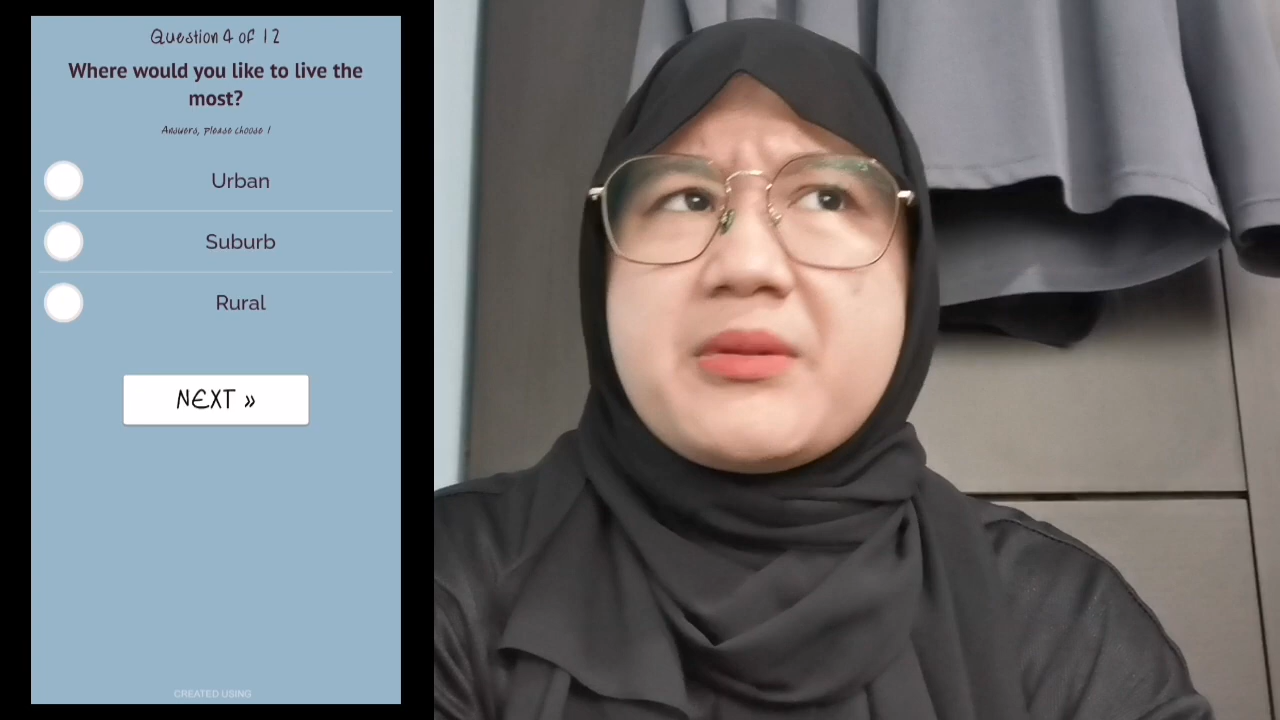 Question 4 of 12
Where would you like to live the
most?
Answers, please choose 1
Urban
Suburb
Rural
NEXT »
CREATED USING